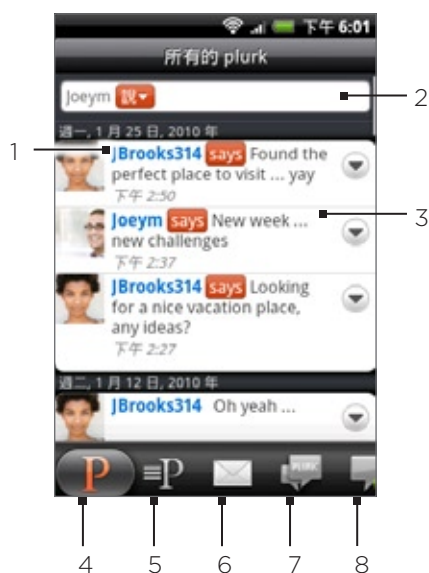 下午 6:01
所有的 plurk
Joeym 說
2
週一, 1 月 25 日, 2010 年
1
JBrooks314 says Found the
perfect place to visit ... yay
下午 2:50
Joeym says New week ...
3
new challenges
下午 2:37
JBrooks314 says Looking
for a nice vacation place,
any ideas?
下午 2:27
週二, 1 月 12 日, 2010 年
JBrooks314 Oh yeah ...
P
P
PLURK
4
5
6
7
8